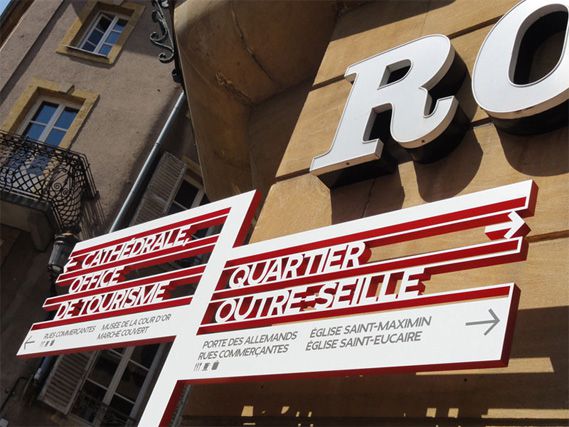 RO
CATHÉDRALE,
OFFICE
DE TOURISME
RUES COMMERÇANTES MUSÉE DE LA COUR D'OR
MARCHÉ COUVERT
QUARTIER
OUTRE-SEILLE
PORTE DES ALLEMANDS ÉGLISE SAINT-MAXIMIN
RUES COMMERÇANTES ÉGLISE SAINT-EUCAIRE